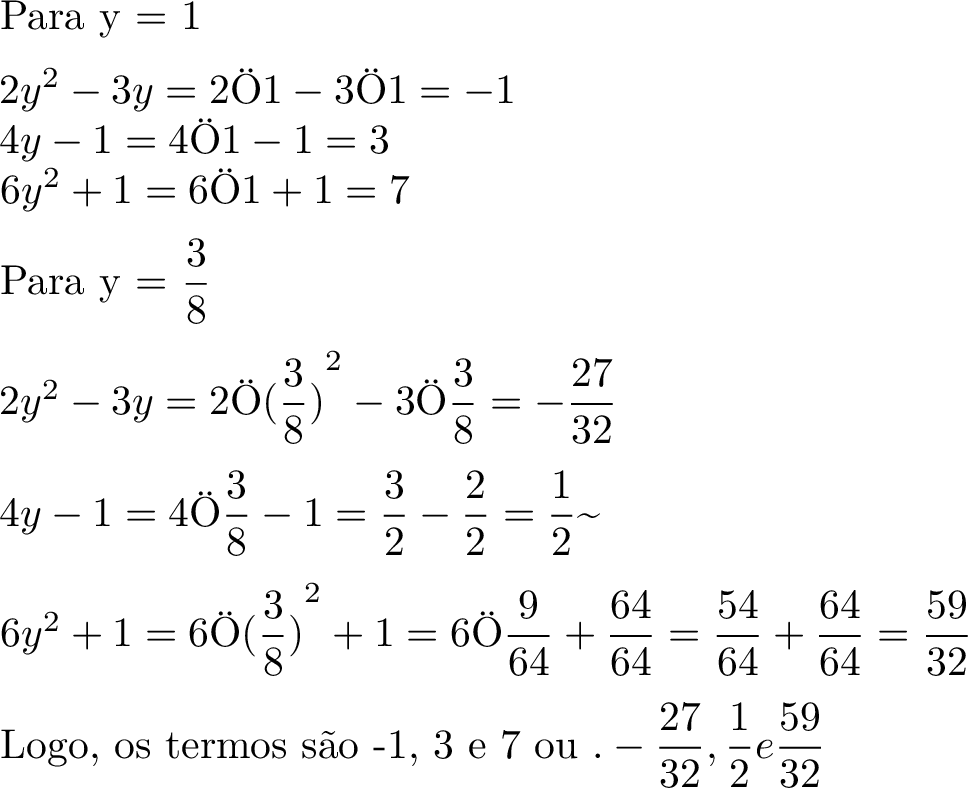 Para y = 1
2y² − 3y = 2Ö1 − 3Ö1 = −1
4y − 1 = 4Ö1 − 1 = 3
6y² + 1 = 6Ö1 + 1 = 7
Para y = 3/8
2y² − 3y = 2Ö(3/8)² − 3Ö3/8 = −27/32
4y − 1 = 4Ö3/8 − 1 = 3/2 − 2/2 = 1/2~
6y² + 1 = 6Ö(3/8)² + 1 = 6Ö9/64 + 64/64 = 54/64 + 64/64 = 59/32
Logo, os termos são -1, 3 e 7 ou . − 27/32, 1/2 e 59/32